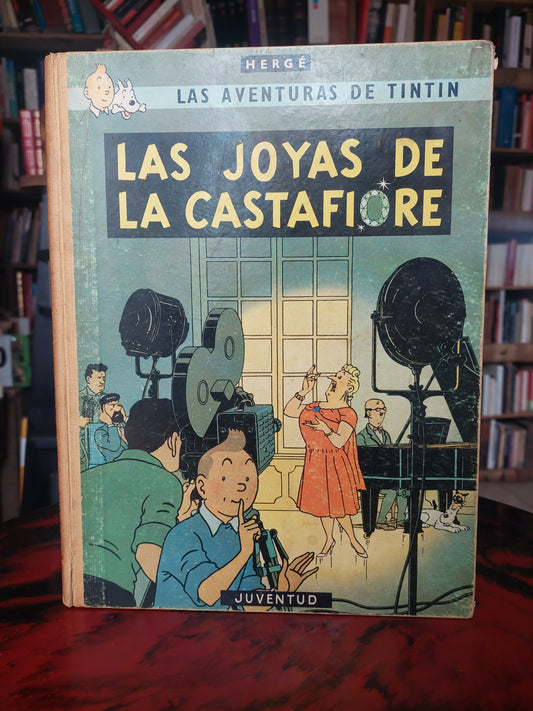 HERGÉ
LAS AVENTURAS DE TINTIN
LAS JOYAS DE
LA CASTAFIORE
JUVENTUD